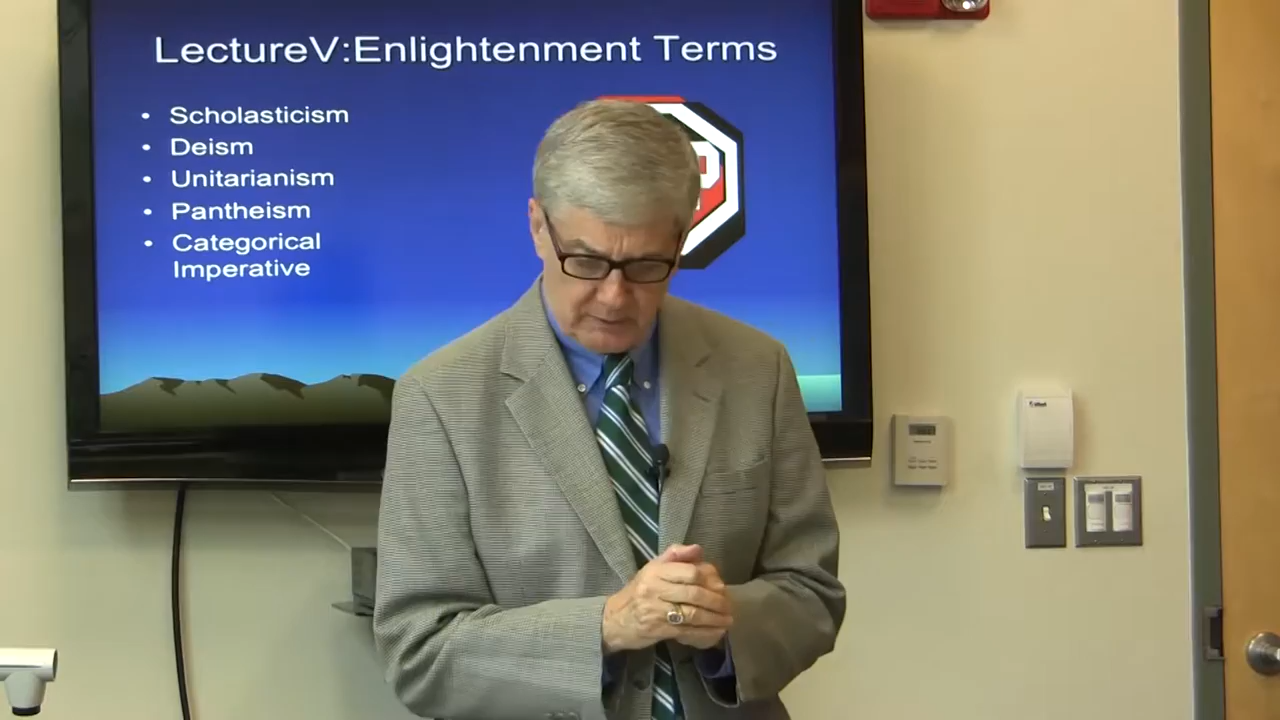 LectureV:Enlightenment Terms
• Scholasticism
• Deism
• Unitarianism
• Pantheism
• Categorical
Imperative
P